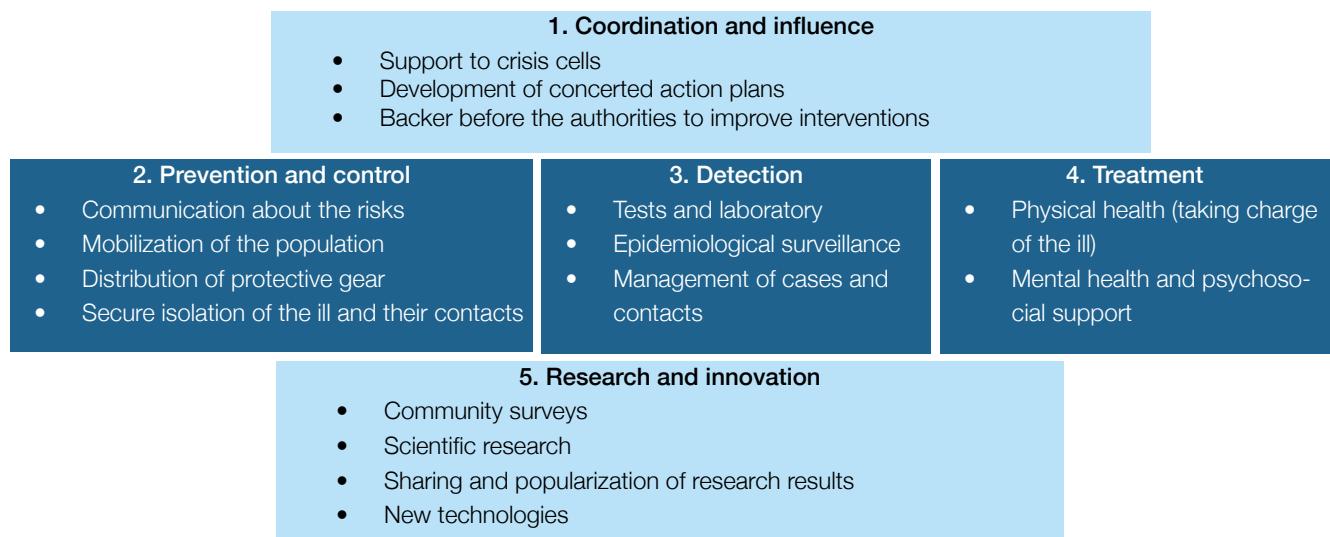 1. Coordination and influence
• Support to crisis cells
• Development of concerted action plans
• Backer before the authorities to improve interventions
2. Prevention and control
• Communication about the risks
• Mobilization of the population
• Distribution of protective gear
• Secure isolation of the ill and their contacts
3. Detection
• Tests and laboratory
• Epidemiological surveillance
• Management of cases and
contacts
4. Treatment
• Physical health (taking charge
of the ill)
• Mental health and psychoso-
cial support
5. Research and innovation
• Community surveys
• Scientific research
• Sharing and popularization of research results
• New technologies